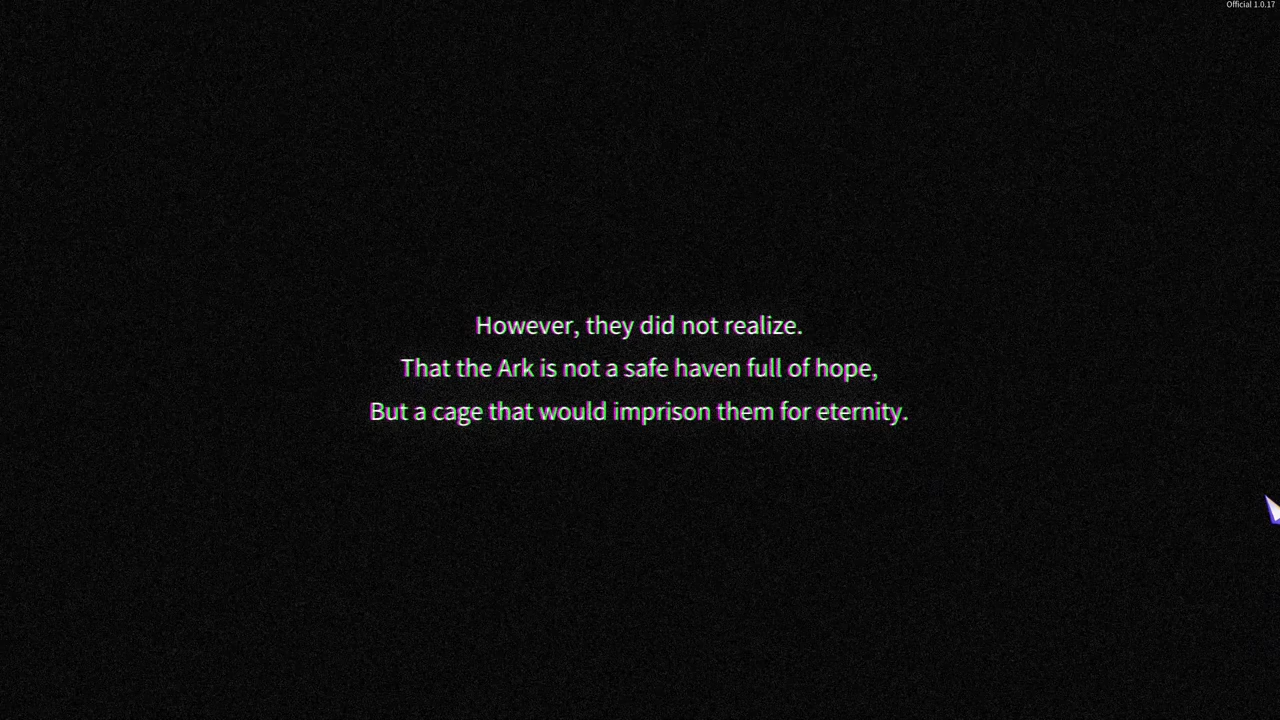 Official 1.0.17
However, they did not realize.
That the Ark is not a safe haven full of hope,
But a cage that would imprison them for eternity.